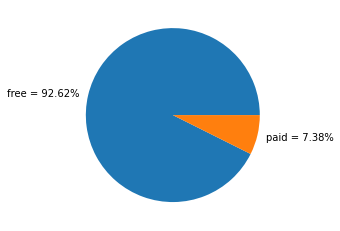 free = 92.62%
paid = 7.38%